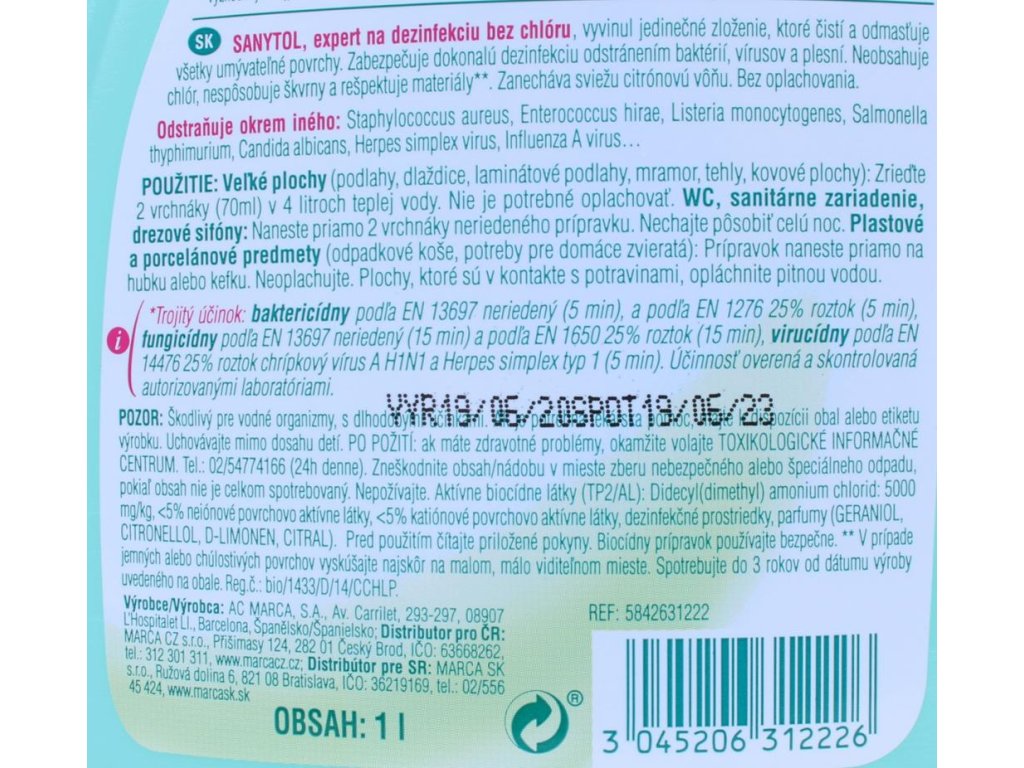 SK SANYTOL, expert na dezinfekciu bez chlóru, vyvinul jedinečné zloženie, ktoré čistí a odmasťuje
všetky umývateľné povrchy. Zabezpečuje dokonalú dezinfekciu odstránením baktérií, vírusov a plesní. Neobsahuje
chlór, nespôsobuje škvrny a rešpektuje materiály**. Zanecháva sviežu citrónovú vôňu. Bez oplachovania.
Odstraňuje okrem iného: Staphylococcus aureus, Enterococcus hirae, Listeria monocytogenes, Salmonella
thyphimurium, Candida albicans, Herpes simplex virus, Influenza A virus...
POUŽITIE: Veľké plochy (podlahy, dlaždice, laminátové podlahy, mramor, tehly, kovové plochy): Zrieďte
2 vrchnáky (70ml) v 4 litroch teplej vody. Nie je potrebné oplachovať. WC, sanitárne zariadenie,
drezové sifóny: Naneste priamo 2 vrchnáky neriedeného prípravku. Nechajte pôsobiť celú noc. Plastové
a porcelánové predmety (odpadkové koše, potreby pre domáce zvieratá): Prípravok naneste priamo na
hubku alebo kefku. Neoplachujte. Plochy, ktoré sú v kontakte s potravinami, opláchnite pitnou vodou.
*Trojitý účinok: baktericídny podľa EN 13697 neriedený (5 min), a podľa EN 1276 25% roztok (5 min),
i fungicídny podľa EN 13697 neriedený (15 min) a podľa EN 1650 25% roztok (15 min), virucídny podľa EN
14476 25% roztok chrípkový vírus A H1N1 a Herpes simplex typ 1 (5 min). Účinnosť overená a skontrolovaná
autorizovanými laboratóriami.
VYR19/05/20SPOT19/05/23
POZOR: Škodlivý pre vodné organizmy, s dlhodobými účinkami. k dispozícii obal alebo etiketu
výrobku. Uchovávajte mimo dosahu detí. PO POŽITÍ: ak máte zdravotné problémy, okamžite volajte TOXIKOLOGICKÉ INFORMAČNÉ
CENTRUM. Tel.: 02/54774166 (24h denne). Zneškodnite obsah/nádobu v mieste zberu nebezpečného alebo špeciálneho odpadu,
pokiaľ obsah nie je celkom spotrebovaný. Nepožívajte. Aktívne biocídne látky (TP2/AL): Didecyl(dimethyl) amonium chlorid: 5000
mg/kg, <5% neiónové povrchovo aktívne látky, <5% katiónové povrchovo aktívne látky, dezinfekčné prostriedky, parfumy (GERANIOL,
CITRONELLOL, D-LIMONEN, CITRAL). Pred použitím čítajte priložené pokyny. Biocídny prípravok používajte bezpečne. ** V prípade
jemných alebo chúlostivých povrchov vyskúšajte najskôr na malom, málo viditeľnom mieste. Spotrebujte do 3 rokov od dátumu výroby
uvedeného na obale. Reg.č.: bio/1433/D/14/CCHLP.
Výrobce/Výrobca: AC MARCA, S.A., Av. Carrilet, 293-297, 08907
L'Hospitalet Ll., Barcelona, Španělsko/Španielsko; Distributor pro ČR:
MARCA CZ s.r.o., Přišimasy 124, 282 01 Český Brod, IČO: 63668262,
tel.: 312 301 311, www.marcacz.cz; Distribútor pre SR: MARCA SK
s.r.o., Ružová dolina 6, 821 08 Bratislava, IČO: 36219169, tel.: 02/556
45 424, www.marcask.sk
REF: 5842631222
OBSAH: 1 l
®
3 045206 312226